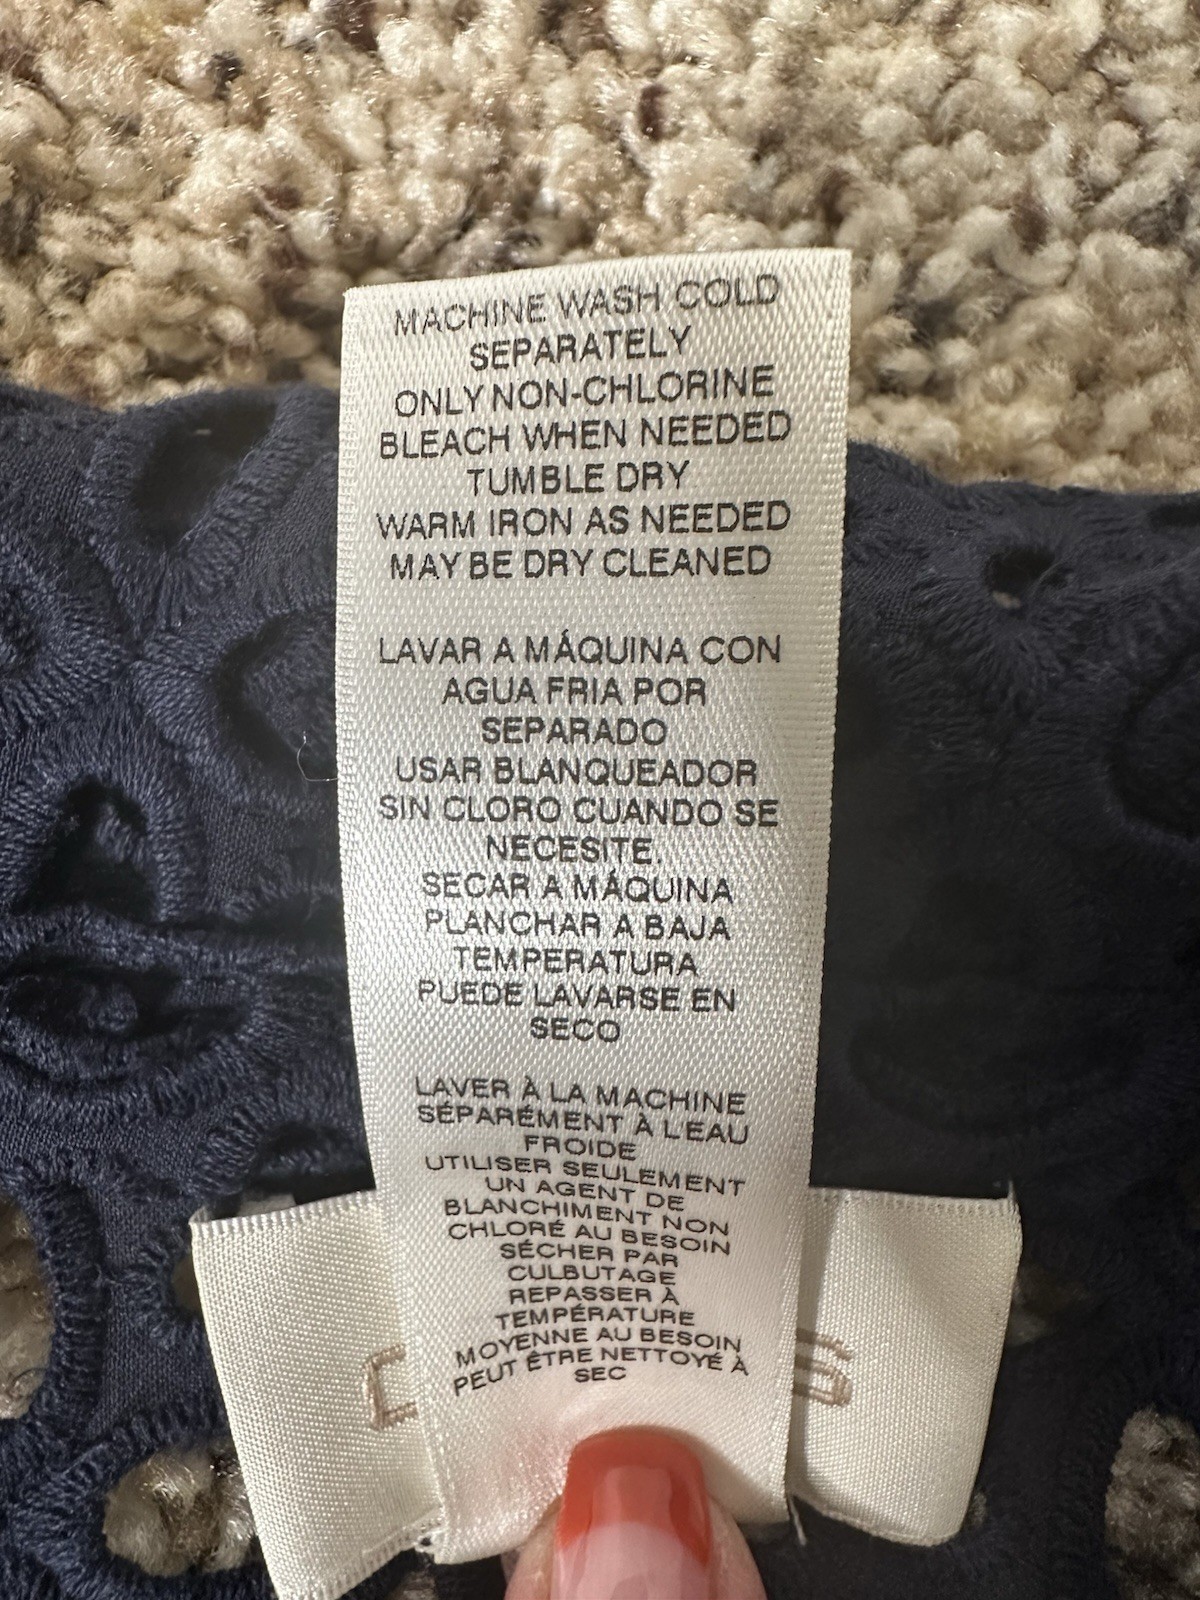 MACHINE WASH COLD
SEPARATELY
ONLY NON-CHLORINE
BLEACH WHEN NEEDED
TUMBLE DRY
WARM IRON AS NEEDED
MAY BE DRY CLEANED
LAVAR A MÁQUINA CON
AGUA FRIA POR
SEPARADO
USAR BLANQUEADOR
SIN CLORO CUANDO SE
NECESITE.
SECAR A MÁQUINA
PLANCHAR A BAJA
TEMPERATURA
PUEDE LAVARSE EN
SECO
LAVER À LA MACHINE
SÉPARÉMENT À L'EAU
FROIDE
UTILISER SEULEMENT
UN AGENT DE
BLANCHIMENT NON
CHLORÉ AU BESOIN
SÉCHER PAR
CULBUTAGE
REPASSER À
TEMPÉRATURE
MOYENNE AU BESOIN
PEUT ÊTRE NETTOYÉ À
SEC